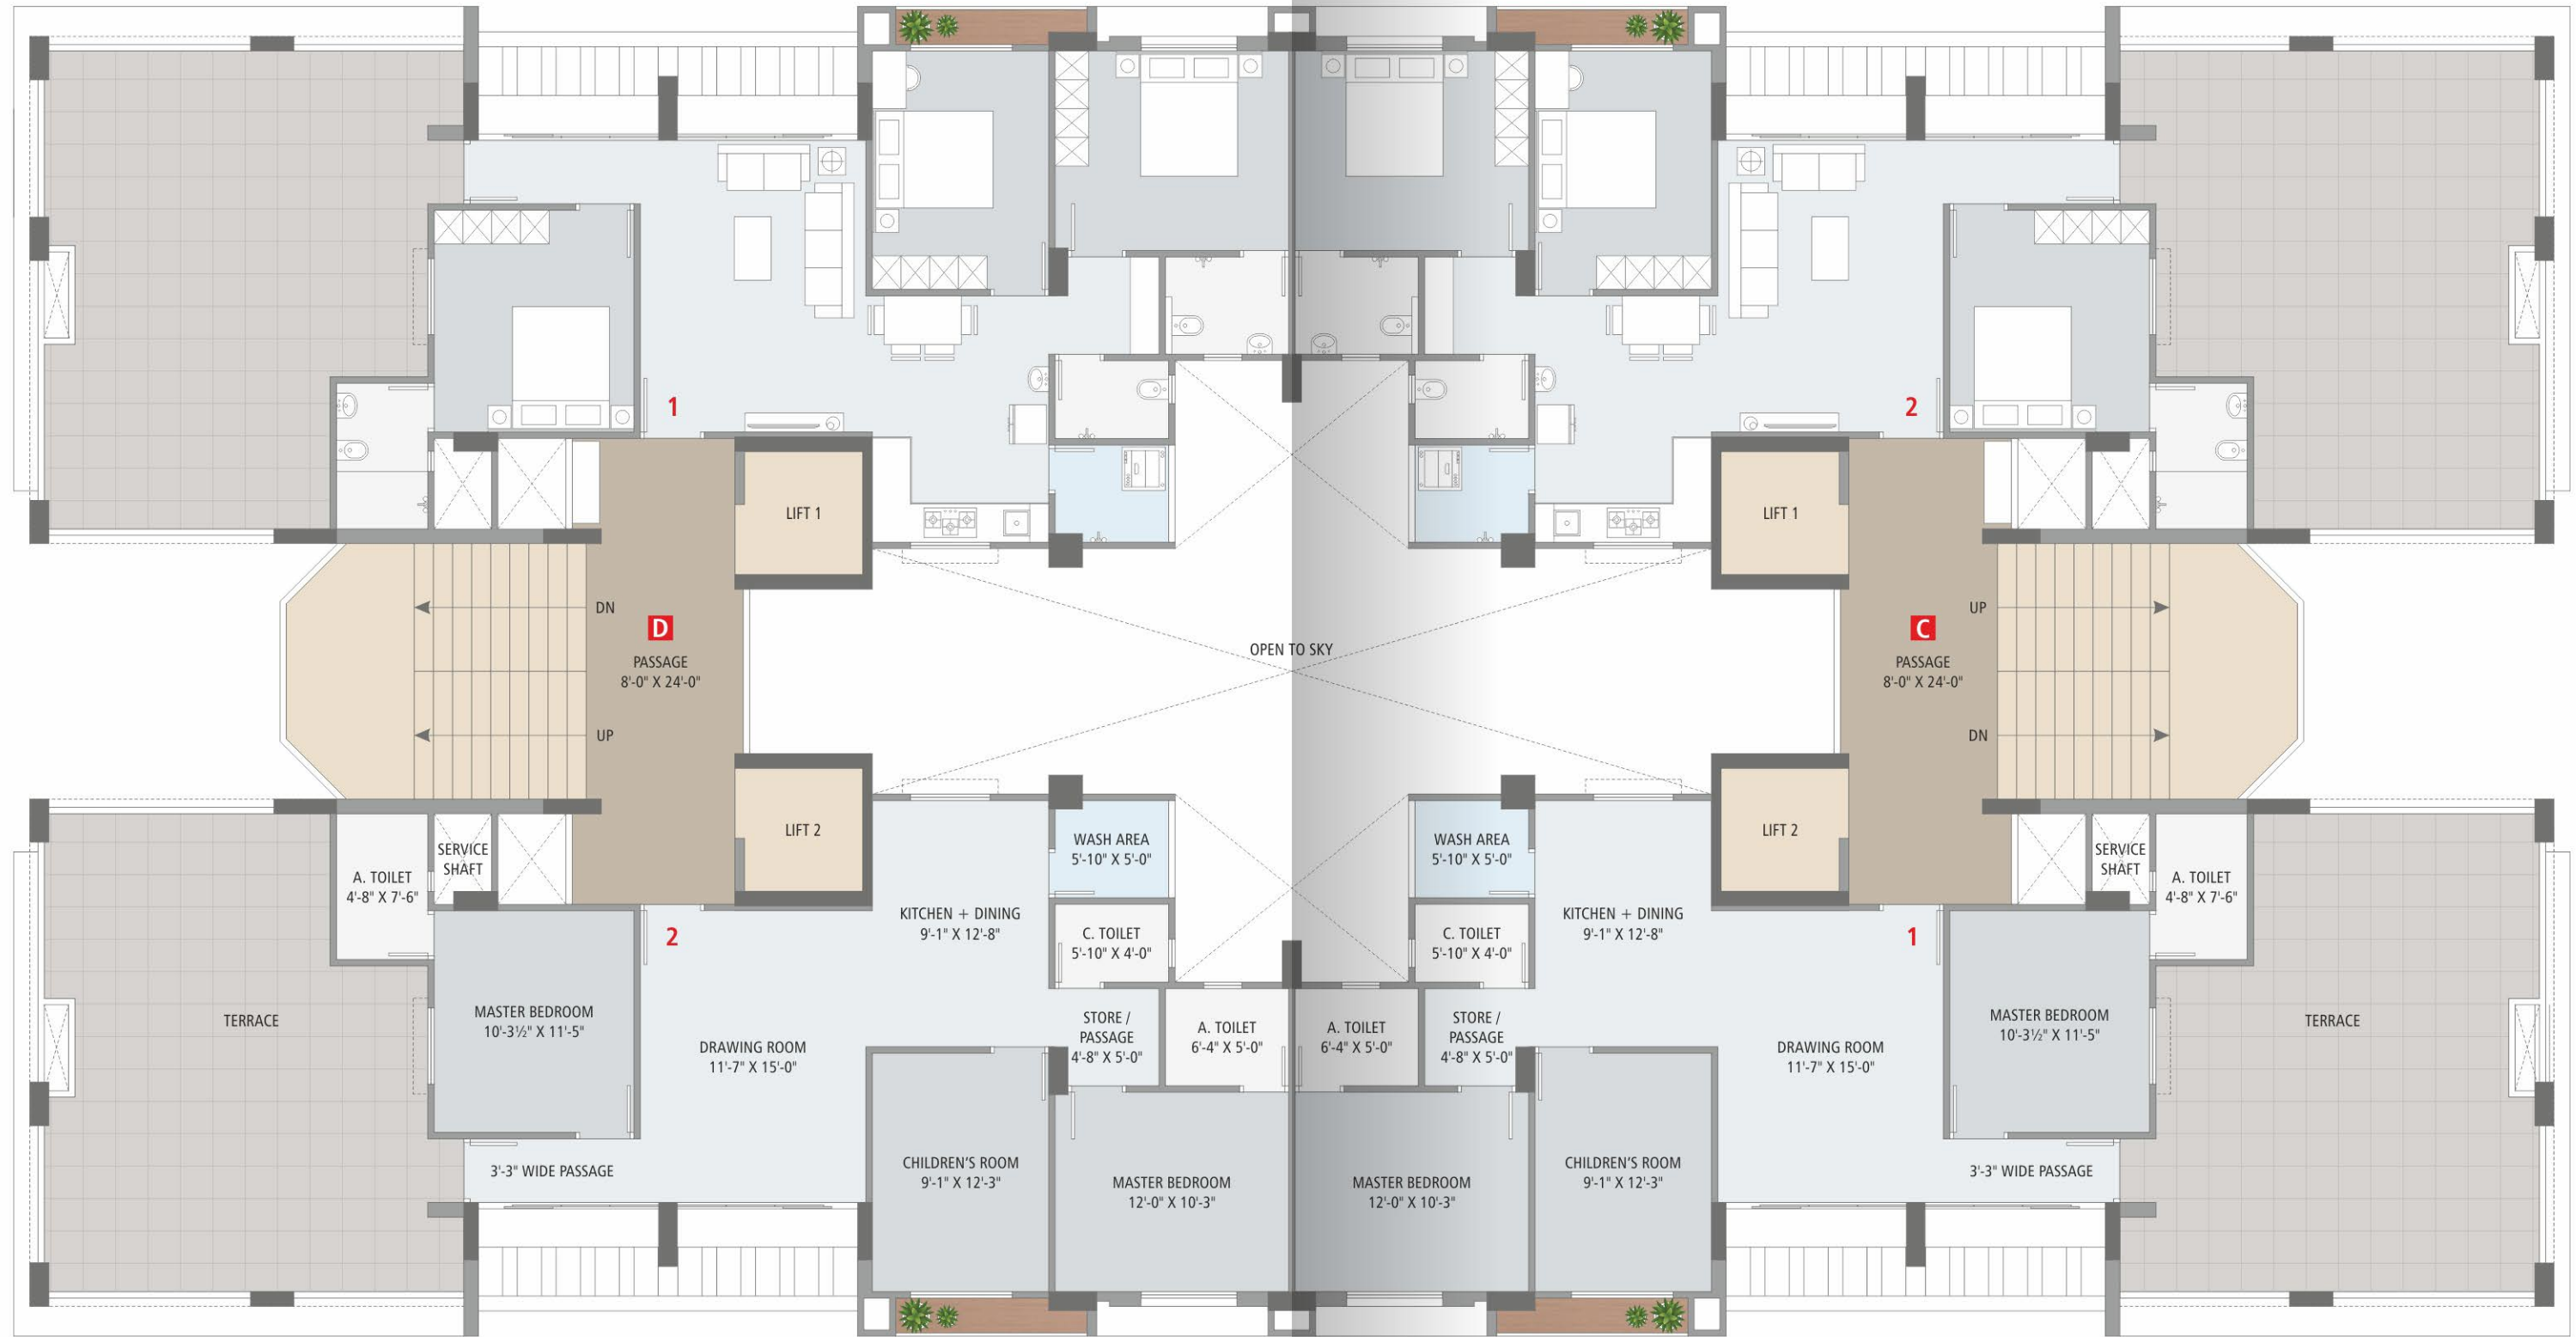 1
2
LIFT 1
LIFT 1
DN
UP
D
C
PASSAGE
8'-0" X 24'-0"
OPEN TO SKY
PASSAGE
8'-0" X 24'-0"
UP
DN
LIFT 2
LIFT 2
A. TOILET
4'-8" X 7'-6"
SERVICE
SHAFT
WASH AREA
5'-10" X 5'-0"
WASH AREA
5'-10" X 5'-0"
SERVICE
SHAFT
A. TOILET
4'-8" X 7'-6"
2
KITCHEN + DINING
9'-1" X 12'-8"
C. TOILET
5'-10" X 4'-0"
C. TOILET
5'-10" X 4'-0"
KITCHEN + DINING
9'-1" X 12'-8"
1
TERRACE
MASTER BEDROOM
10'-3½" X 11'-5"
DRAWING ROOM
11'-7" X 15'-0"
STORE /
PASSAGE
4'-8" X 5'-0"
A. TOILET
6'-4" X 5'-0"
A. TOILET
6'-4" X 5'-0"
STORE /
PASSAGE
4'-8" X 5'-0"
DRAWING ROOM
11'-7" X 15'-0"
MASTER BEDROOM
10'-3½" X 11'-5"
TERRACE
3'-3" WIDE PASSAGE
CHILDREN'S ROOM
9'-1" X 12'-3"
MASTER BEDROOM
12'-0" X 10'-3"
MASTER BEDROOM
12'-0" X 10'-3"
CHILDREN'S ROOM
9'-1" X 12'-3"
3'-3" WIDE PASSAGE